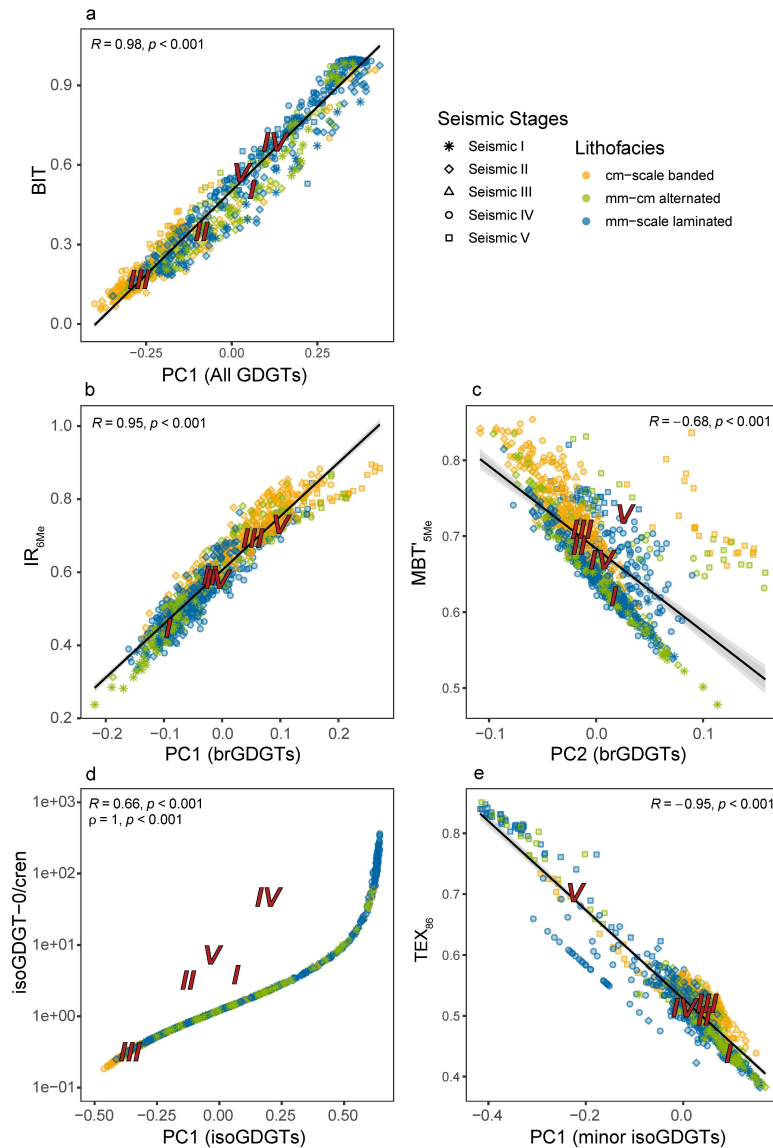 a
R = 0.98, p < 0.001
BIT
0.9
0.6
0.3
0.0
IV
V
I
II
III
−0.25
0.00
0.25
PC1 (All GDGTs)
Seismic Stages
Seismic I
Seismic II
Seismic III
Seismic IV
Seismic V
Lithofacies
cm−scale banded
mm−cm alternated
mm−scale laminated
b
R = 0.95, p < 0.001
IR6Me
1.0
0.8
0.6
0.4
0.2
V
III
II
IV
I
−0.2
−0.1
0.0
0.1
0.2
PC1 (brGDGTs)
c
R = −0.68, p < 0.001
MBT'5Me
0.8
0.7
0.6
0.5
V
III
II
IV
I
−0.1
0.0
0.1
PC2 (brGDGTs)
d
R = 0.66, p < 0.001
ρ = 1, p < 0.001
isoGDGT−0/cren
1e+03
1e+02
1e+01
1e+00
1e−01
IV
V
II
I
III
−0.50
−0.25
0.00
0.25
0.50
PC1 (isoGDGTs)
e
R = −0.95, p < 0.001
TEX86
0.8
0.7
0.6
0.5
0.4
V
III
IV
II
I
−0.4
−0.2
0.0
PC1 (minor isoGDGTs)